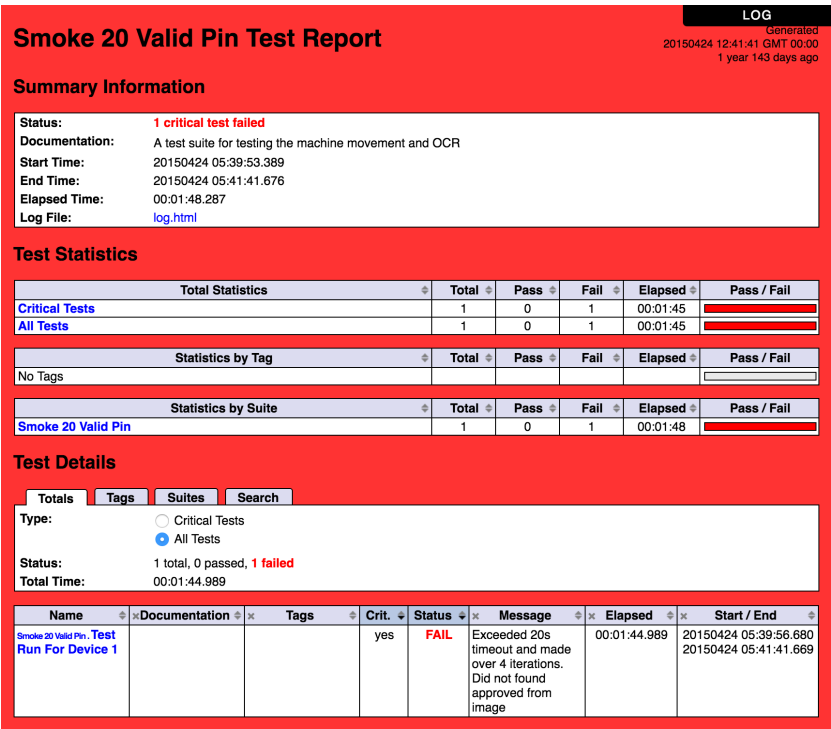 LOG
Smoke 20 Valid Pin Test Report
Generated
20150424 12:41:41 GMT 00:00
1 year 143 days ago
Summary Information
Status: 1 critical test failed
Documentation: A test suite for testing the machine movement and OCR
Start Time: 20150424 05:39:53.389
End Time: 20150424 05:41:41.676
Elapsed Time: 00:01:48.287
Log File: log.html
Test Statistics
Total Statistics Total Pass Fail Elapsed Pass / Fail
Critical Tests 1 0 1 00:01:45
All Tests 1 0 1 00:01:45
Statistics by Tag Total Pass Fail Elapsed Pass / Fail
No Tags
Statistics by Suite Total Pass Fail Elapsed Pass / Fail
Smoke 20 Valid Pin 1 0 1 00:01:48
Test Details
Totals Tags Suites Search
Type: Critical Tests
All Tests
Status: 1 total, 0 passed, 1 failed
Total Time: 00:01:44.989
Name × Documentation × Tags Crit. Status × Message × Elapsed × Start / End
Smoke 20 Valid Pin . Test yes FAIL Exceeded 20s 00:01:44.989 20150424 05:39:56.680
Run For Device 1 timeout and made 20150424 05:41:41.669
over 4 iterations.
Did not found
approved from
image